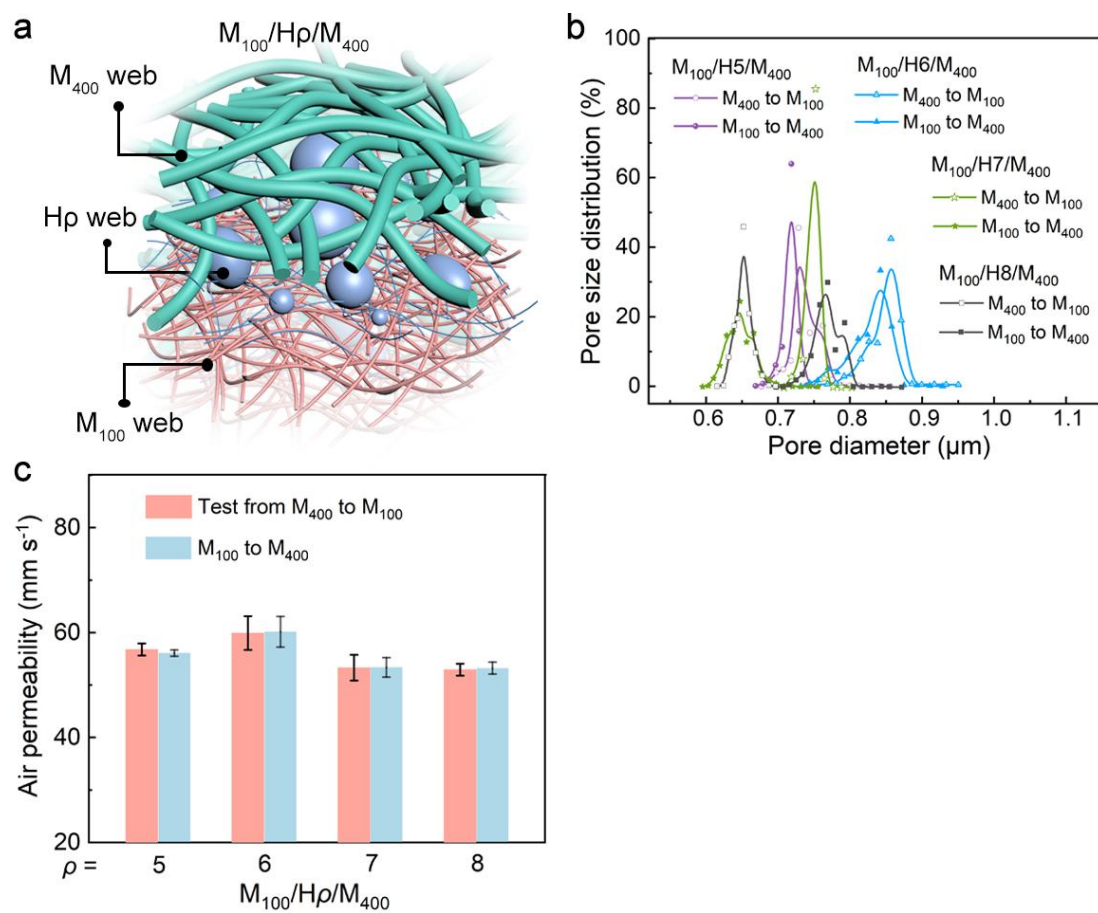 a
M₁₀₀/Hρ/M₄₀₀
M₄₀₀ web
Hρ web
M₁₀₀ web
b
Pore size distribution (%)
100
80
60
40
20
0
M₁₀₀/H5/M₄₀₀
M₄₀₀ to M₁₀₀
M₁₀₀ to M₄₀₀
M₁₀₀/H6/M₄₀₀
M₄₀₀ to M₁₀₀
M₁₀₀ to M₄₀₀
M₁₀₀/H7/M₄₀₀
M₄₀₀ to M₁₀₀
M₁₀₀ to M₄₀₀
M₁₀₀/H8/M₄₀₀
M₄₀₀ to M₁₀₀
M₁₀₀ to M₄₀₀
0.6 0.7 0.8 0.9 1.0 1.1
Pore diameter (μm)
c
Air permeability (mm s⁻¹)
80
60
40
20
Test from M₄₀₀ to M₁₀₀
M₁₀₀ to M₄₀₀
ρ = 5 6 7 8
M₁₀₀/Hρ/M₄₀₀